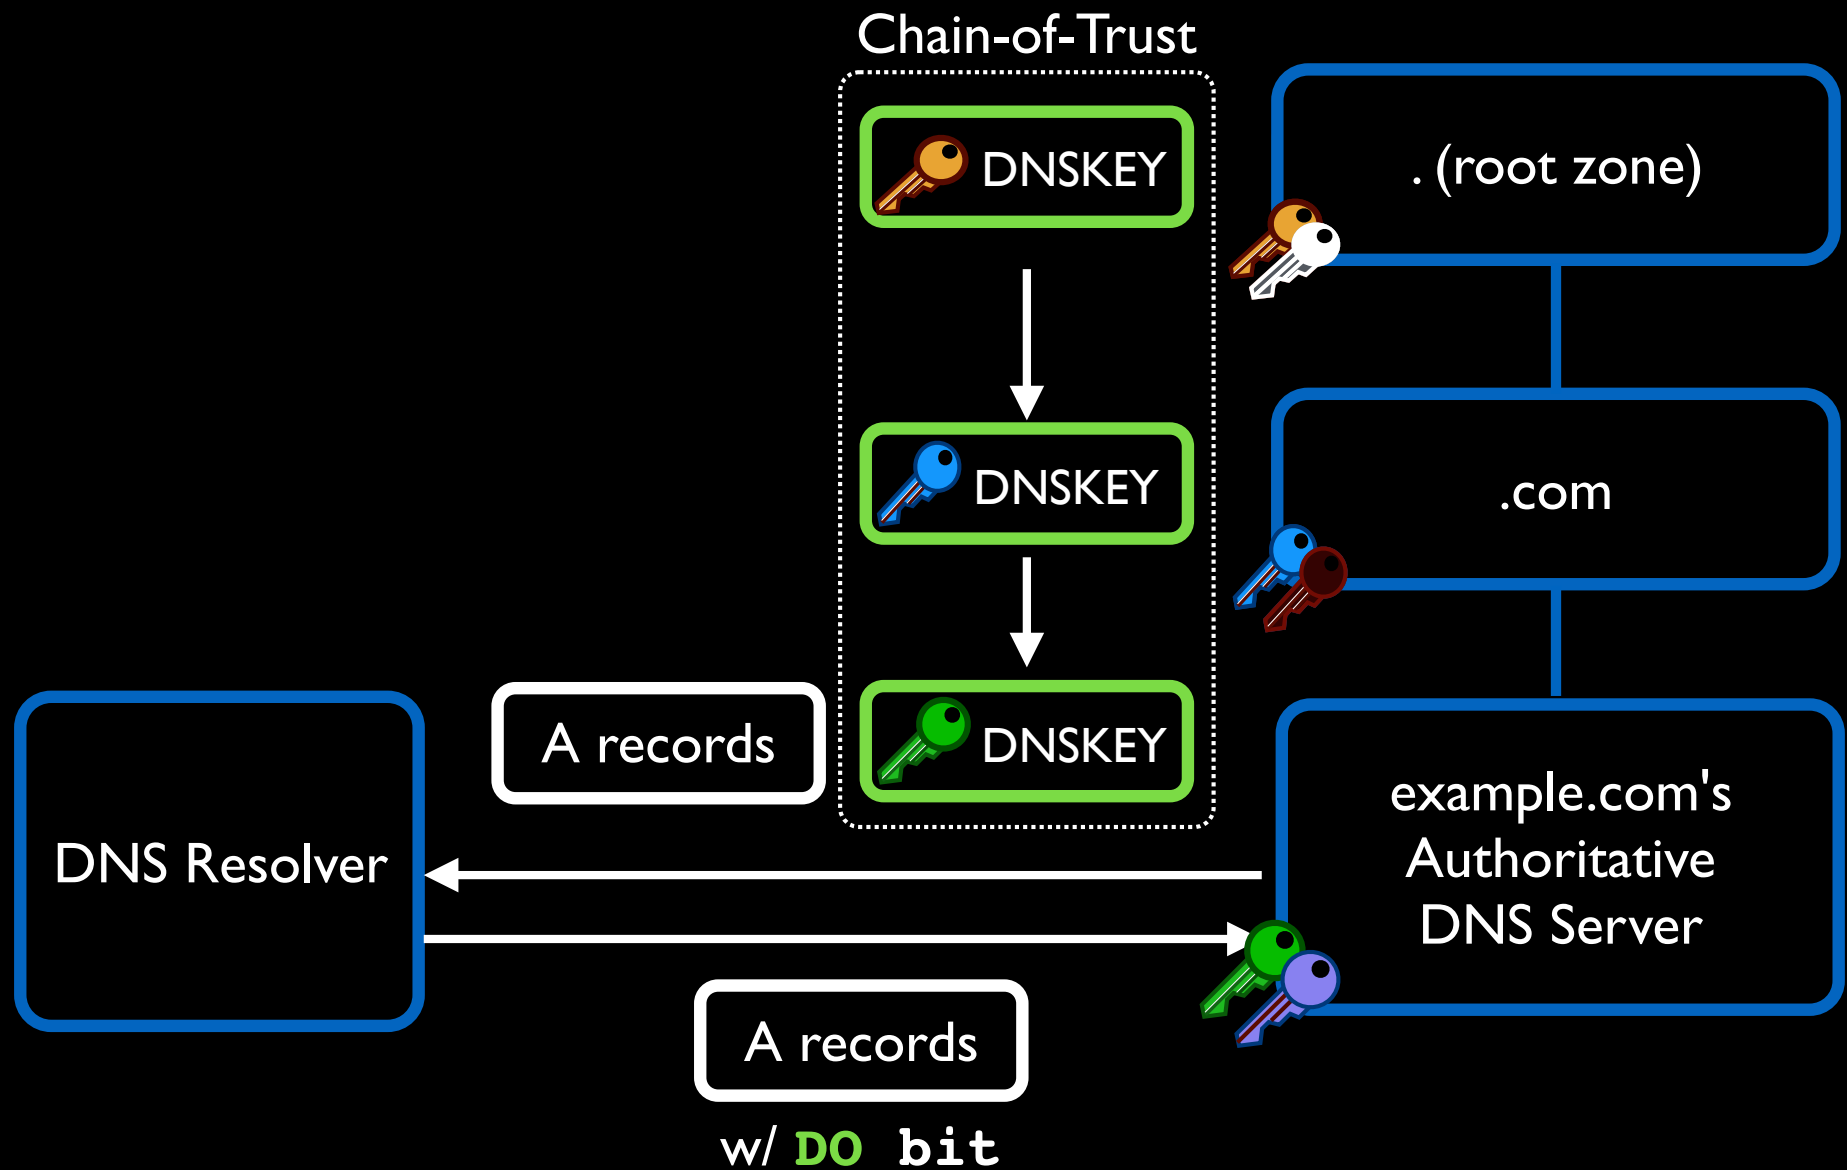 Chain-of-Trust
DNSKEY
. (root zone)
DNSKEY
.com
A records
DNSKEY
DNS Resolver
example.com's
Authoritative
DNS Server
A records
w/ DO bit